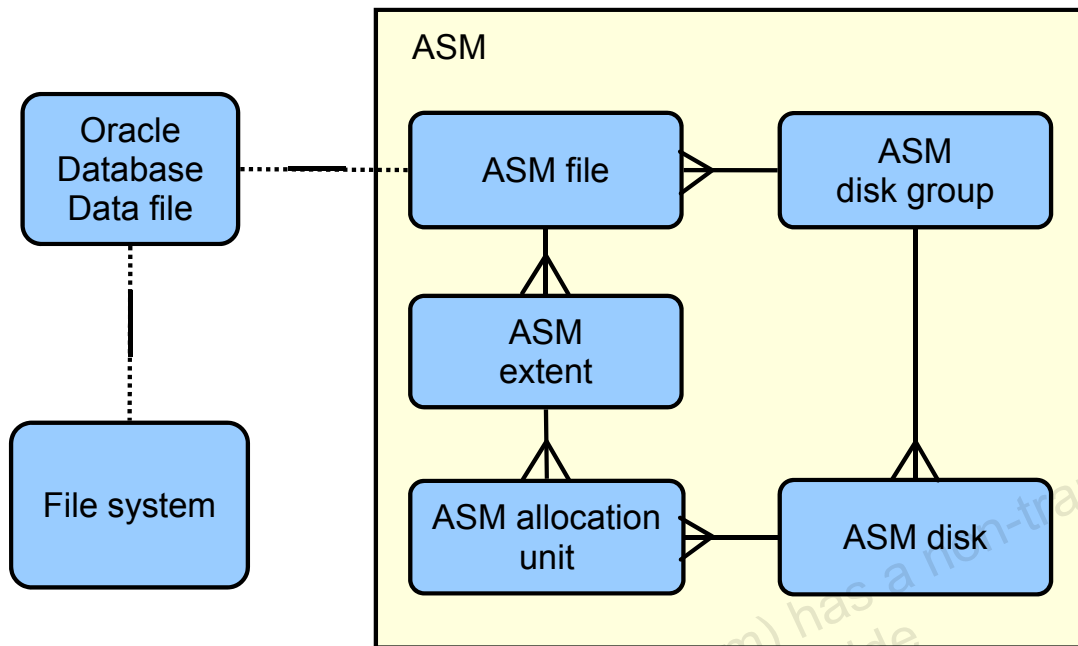 ASM
Oracle
Database
Data file
ASM file
ASM
disk group
ASM
extent
File system
ASM allocation
unit
ASM disk
) has a non-tra